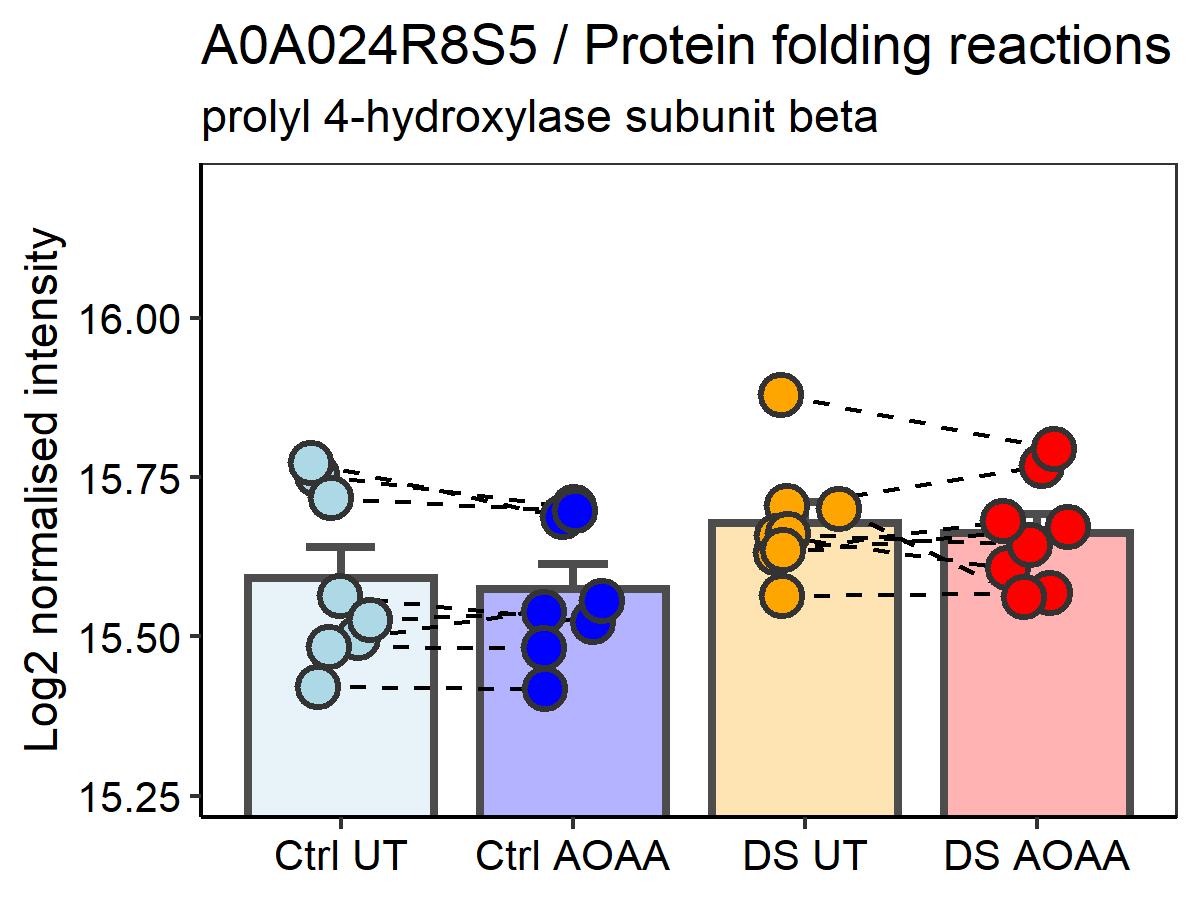 A0A024R8S5 / Protein folding reactions
prolyl 4-hydroxylase subunit beta
Log2 normalised intensity
16.00
15.75
15.50
15.25
Ctrl UT
Ctrl AOAA
DS UT
DS AOAA